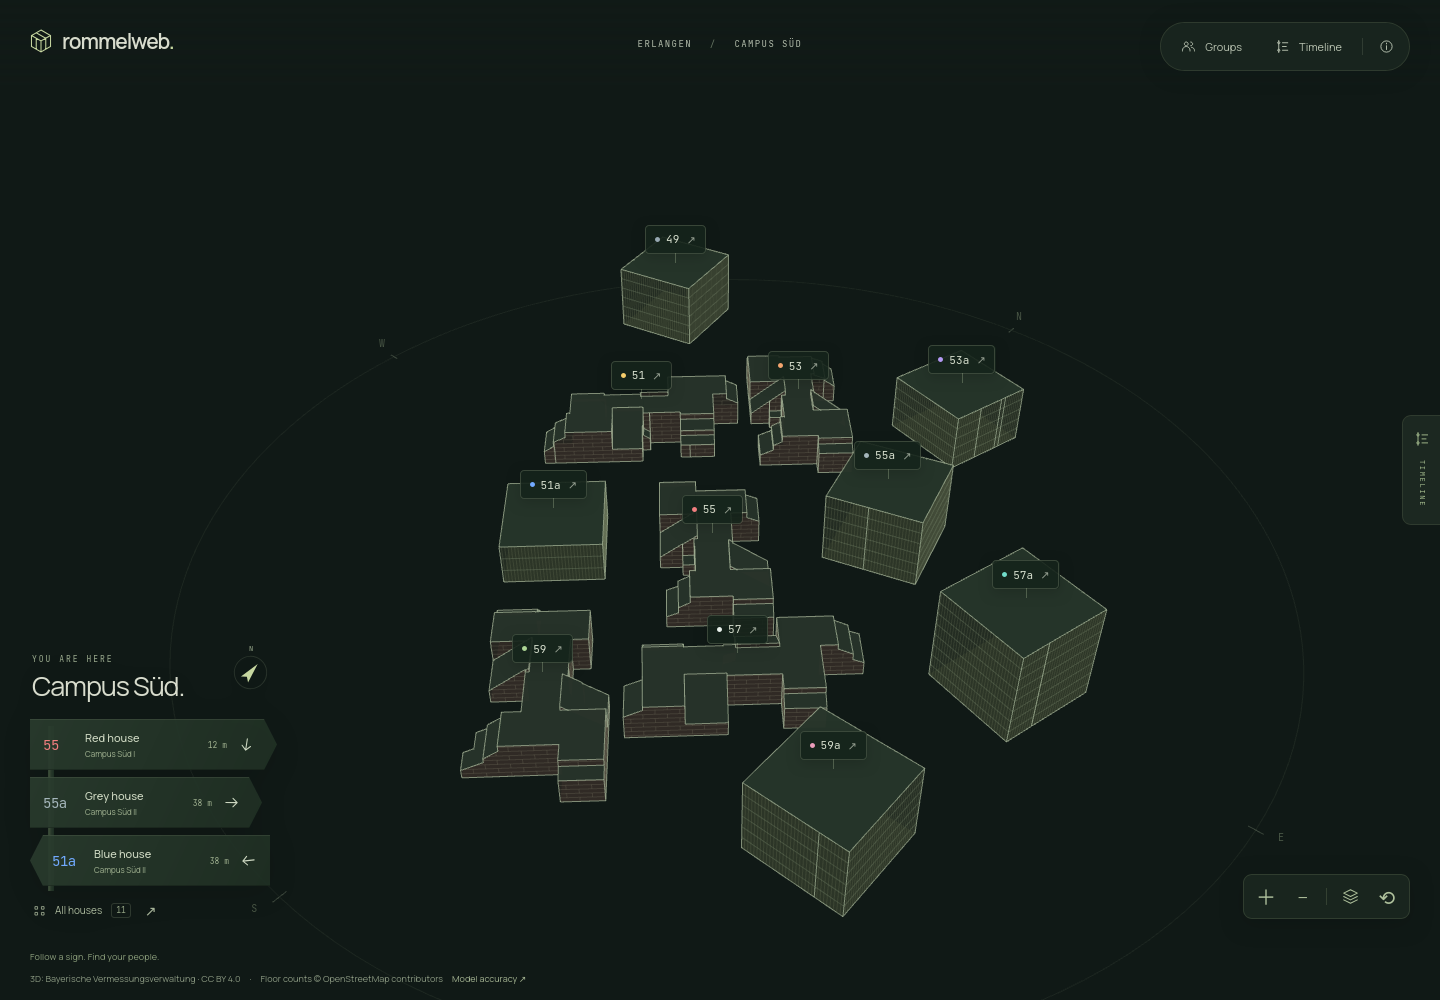 rommelweb.
ERLANGEN / CAMPUS SÜD
Groups
Timeline
49 ↗
N
W
51 ↗
53 ↗
53a ↗
55a ↗
51a ↗
55 ↗
TIMELINE
57a ↗
57 ↗
59 ↗
59a ↗
N
YOU ARE HERE
Campus Süd.
55 Red house 12 m ↓
Campus Süd I
55a Grey house 38 m →
Campus Süd II
51a Blue house 38 m ←
Campus Süd II
E
All houses 11 ↗
S
+ −
Follow a sign. Find your people.
3D: Bayerische Vermessungsverwaltung · CC BY 4.0 · Floor counts © OpenStreetMap contributors Model accuracy ↗